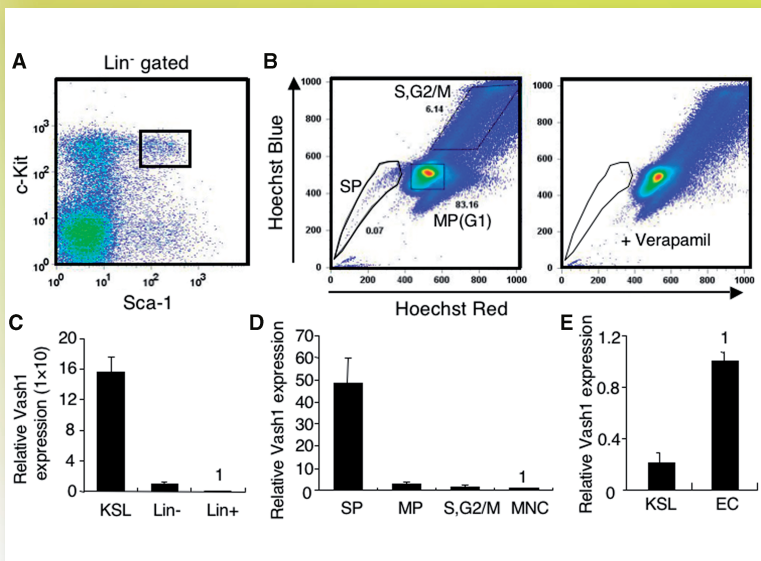 A
Lin- gated
c-Kit
10³
10²
10¹
10⁰
10⁰ 10¹ 10² 10³
Sca-1
B
Hoechst Blue
1000
800
600
400
200
0
S,G2/M
6.14
SP
83.16
MP(G1)
0.07
0 200 400 600 800 1000
1000
800
600
400
200
0
+ Verapamil
0 200 400 600 800 1000
Hoechst Red
C
Relative Vash1
expression (1×10)
20
16
12
8
4
0
1
KSL Lin- Lin+
D
Relative Vash1 expression
70
60
50
40
30
20
10
0
1
SP MP S,G2/M MNC
E
Relative Vash1 expression
1.2
0.8
0.4
0
1
KSL EC